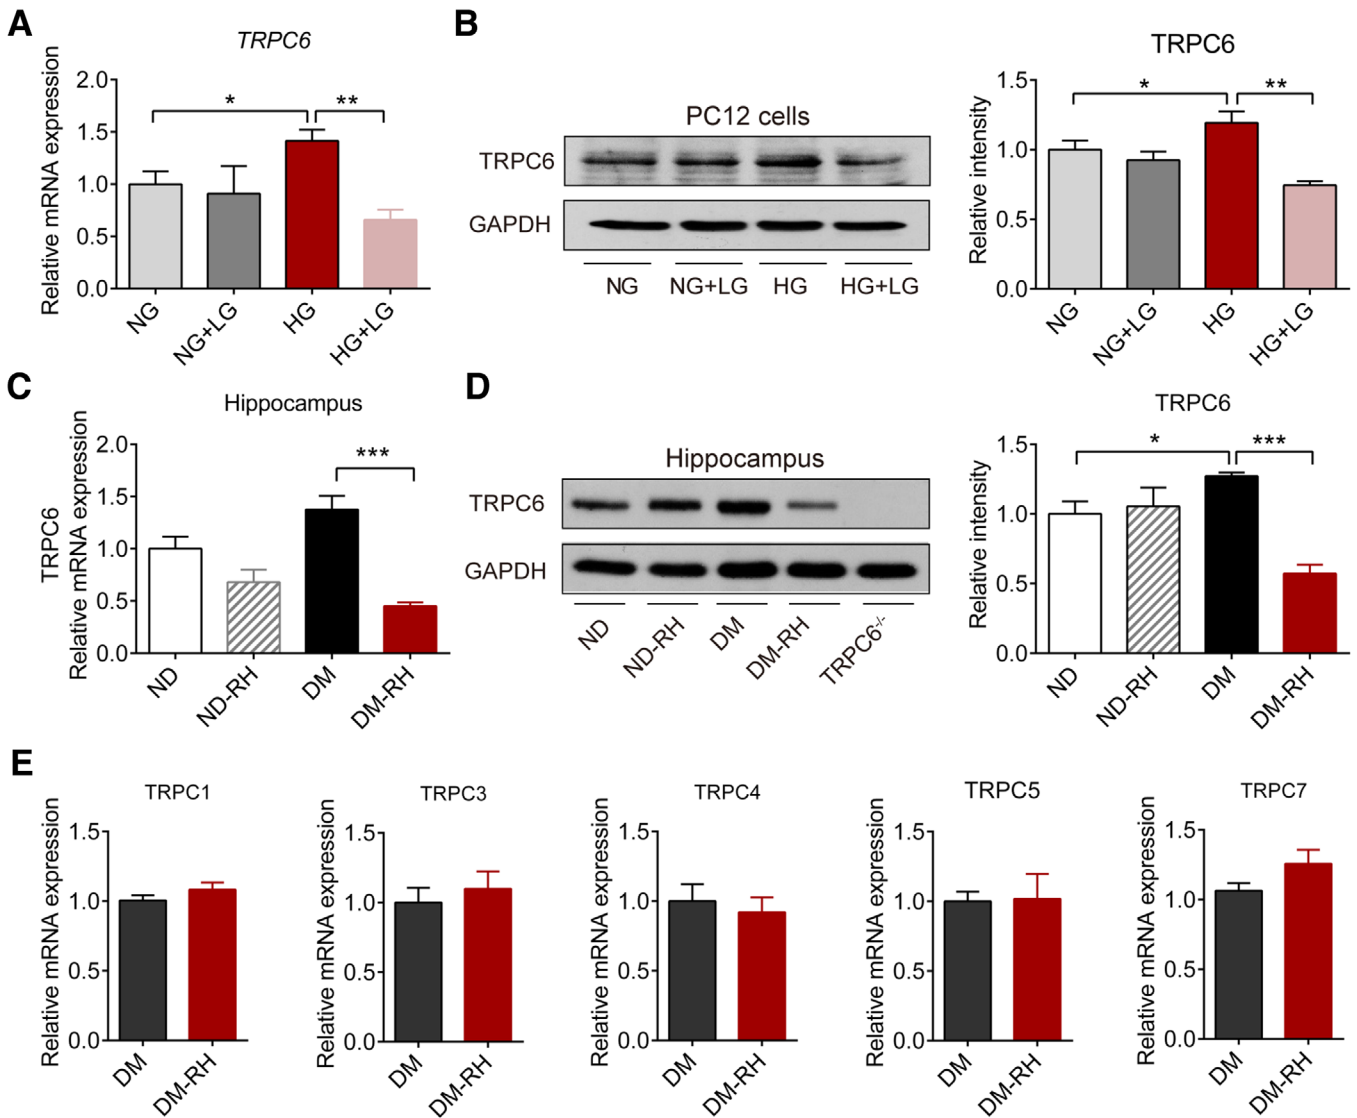 A
TRPC6
Relative mRNA expression
2.0
1.5
1.0
0.5
0.0
*
**
NG
NG+LG
HG
HG+LG
B
PC12 cells
TRPC6
GAPDH
NG
NG+LG
HG
HG+LG
TRPC6
Relative intensity
1.5
1.0
0.5
0.0
*
**
NG
NG+LG
HG
HG+LG
C
Hippocampus
TRPC6
Relative mRNA expression
2.0
1.5
1.0
0.5
0.0
***
ND
ND-RH
DM
DM-RH
D
Hippocampus
TRPC6
GAPDH
ND
ND-RH
DM
DM-RH
TRPC6-/-
TRPC6
Relative intensity
1.5
1.0
0.5
0.0
*
***
ND
ND-RH
DM
DM-RH
E
TRPC1
Relative mRNA expression
1.5
1.0
0.5
0.0
DM
DM-RH
TRPC3
Relative mRNA expression
1.5
1.0
0.5
0.0
DM
DM-RH
TRPC4
Relative mRNA expression
1.5
1.0
0.5
0.0
DM
DM-RH
TRPC5
Relative mRNA expression
1.5
1.0
0.5
0.0
DM
DM-RH
TRPC7
Relative mRNA expression
1.5
1.0
0.5
0.0
DM
DM-RH